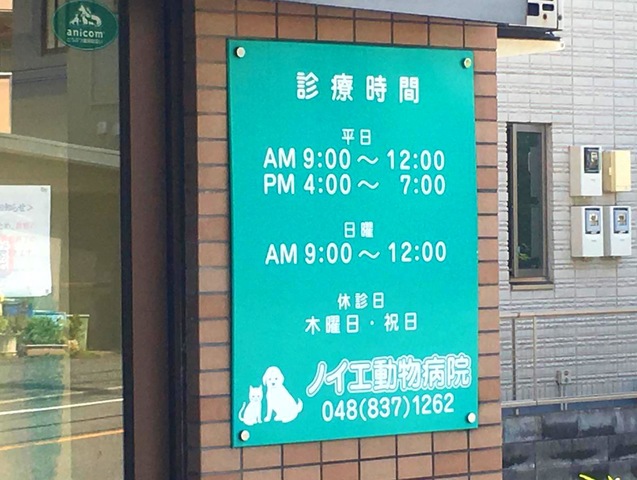 anicom
診療時間
平日
AM 9:00～12:00
PM 4:00～ 7:00
日曜
AM 9:00～12:00
休診日
木曜日・祝日
ノイエ動物病院
048(837)1262